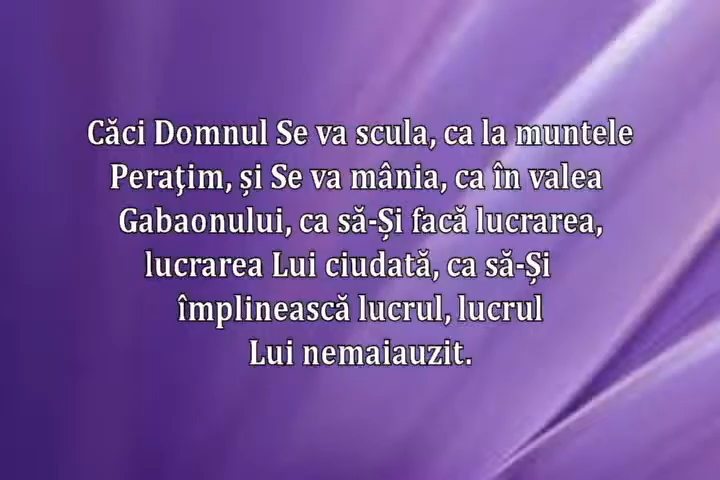 Căci Domnul Se va scula, ca la muntele
Peraţim, și Se va mânia, ca în valea
Gabaonului, ca să-Și facă lucrarea,
lucrarea Lui ciudată, ca să-Și
împlinească lucrul, lucrul
Lui nemaiauzit.